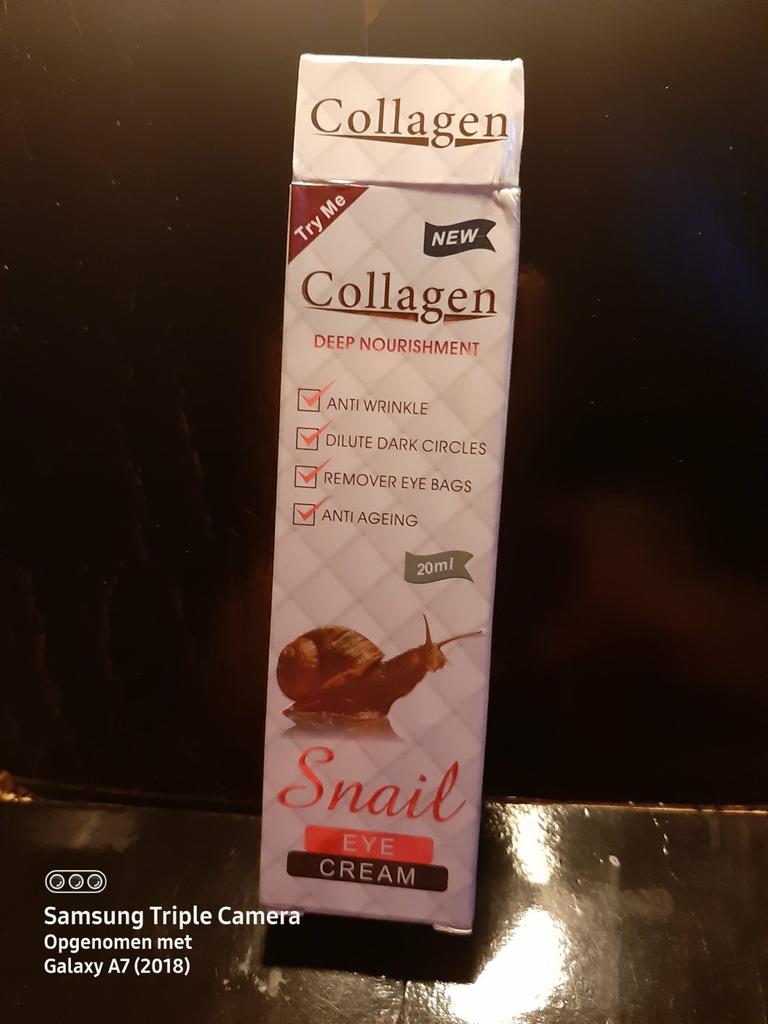 Collagen
Try Me
NEW
Collagen
DEEP NOURISHMENT
ANTI WRINKLE
DILUTE DARK CIRCLES
REMOVER EYE BAGS
ANTI AGEING
20ml
Snail
EYE
CREAM
Samsung Triple Camera
Opgenomen met
Galaxy A7 (2018)